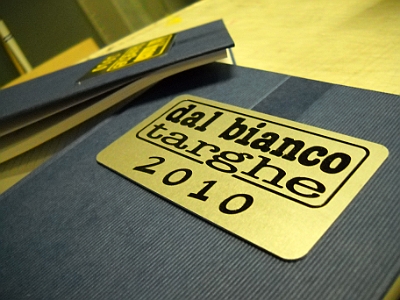 dal bianco
targhe
2010